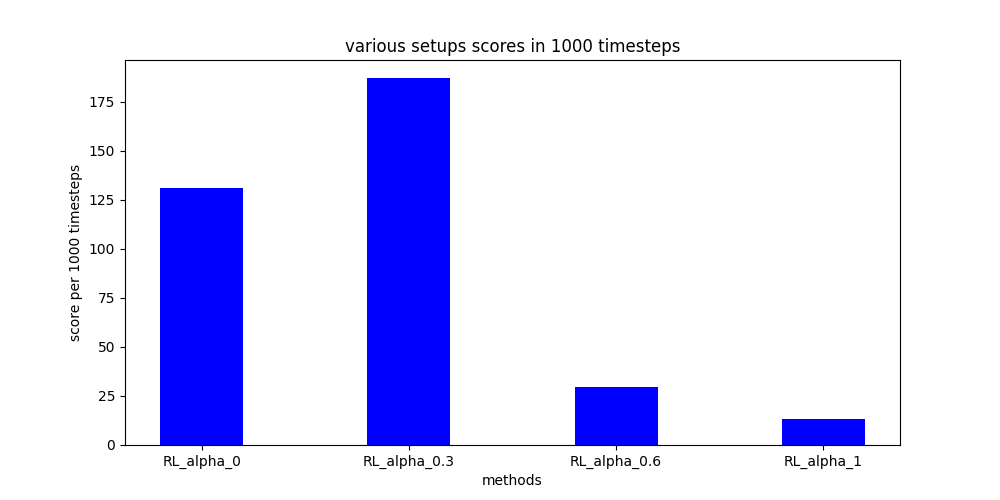 various setups scores in 1000 timesteps
score per 1000 timesteps
175
150
125
100
75
50
25
0
RL_alpha_0 RL_alpha_0.3 RL_alpha_0.6 RL_alpha_1
methods